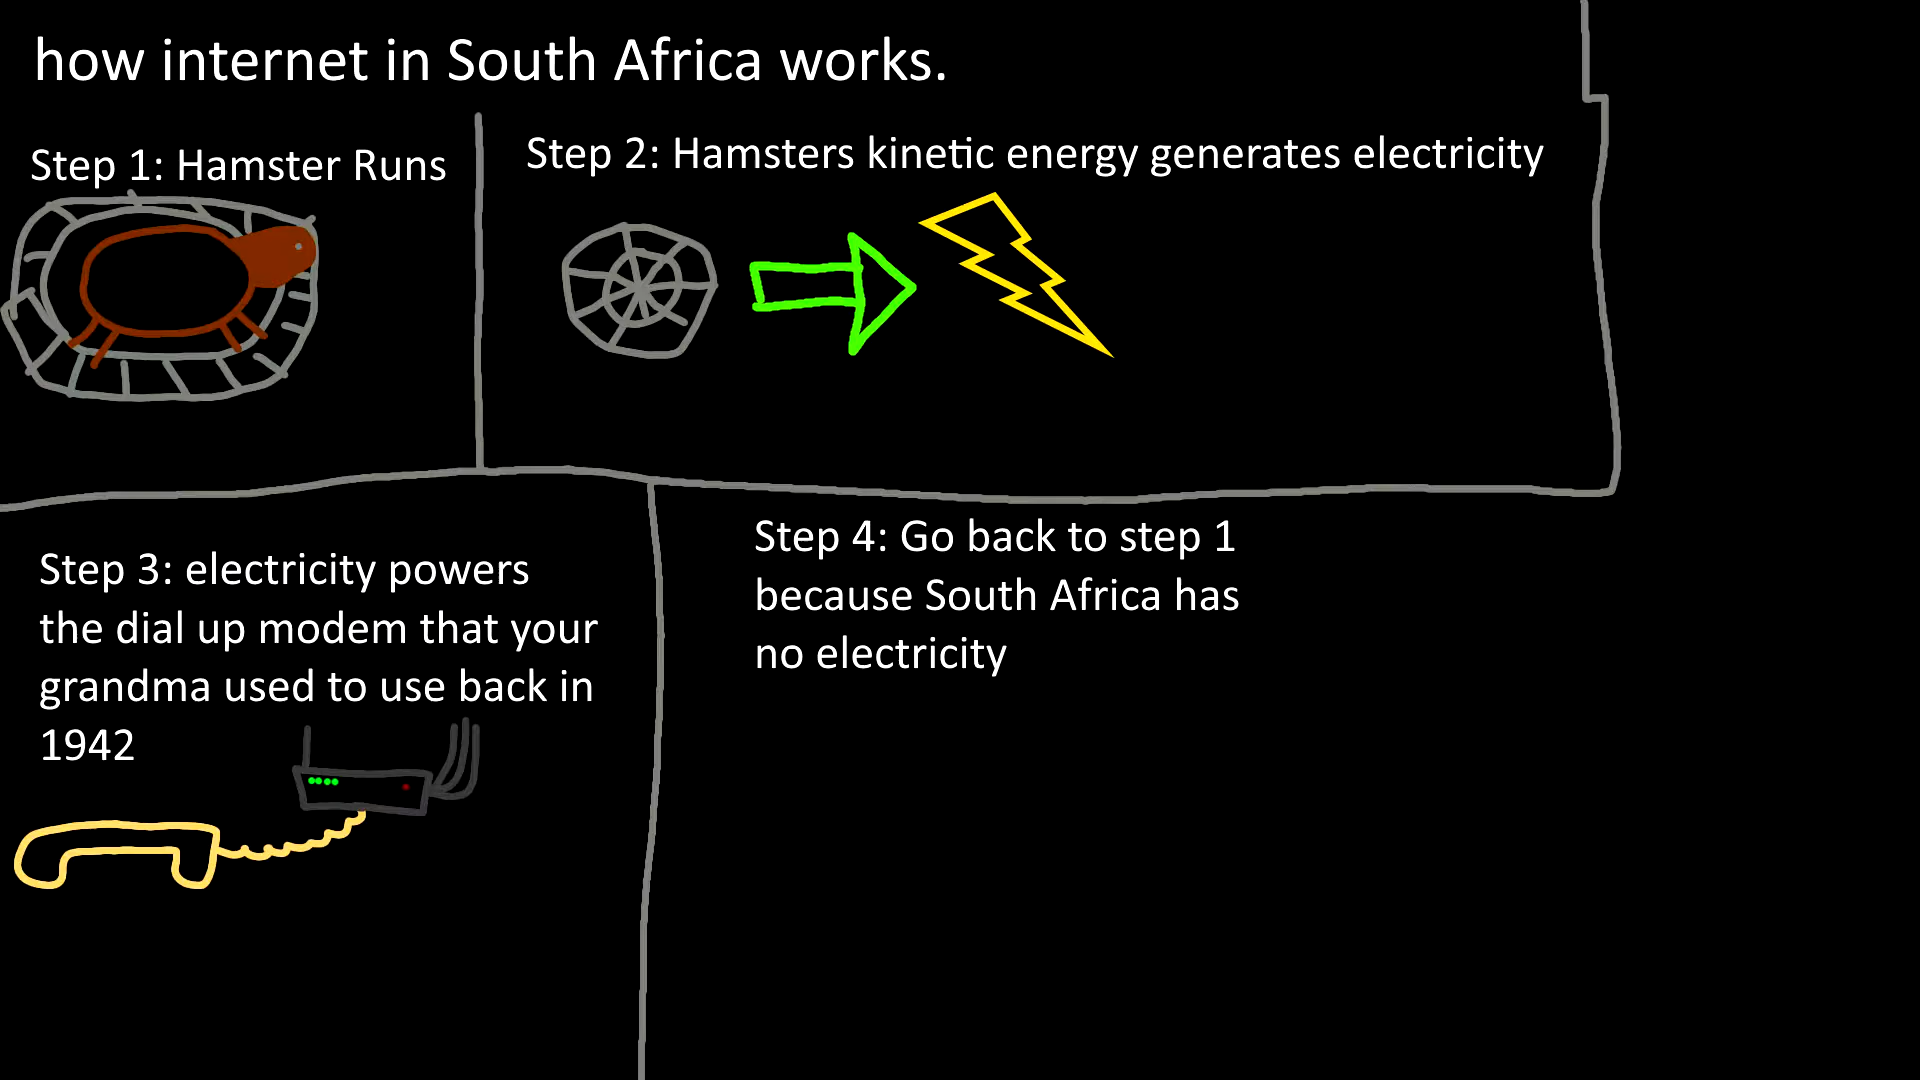 how internet in South Africa works.
Step 1: Hamster Runs
Step 2: Hamsters kinetic energy generates electricity
Step 3: electricity powers
the dial up modem that your
grandma used to use back in
1942
Step 4: Go back to step 1
because South Africa has
no electricity